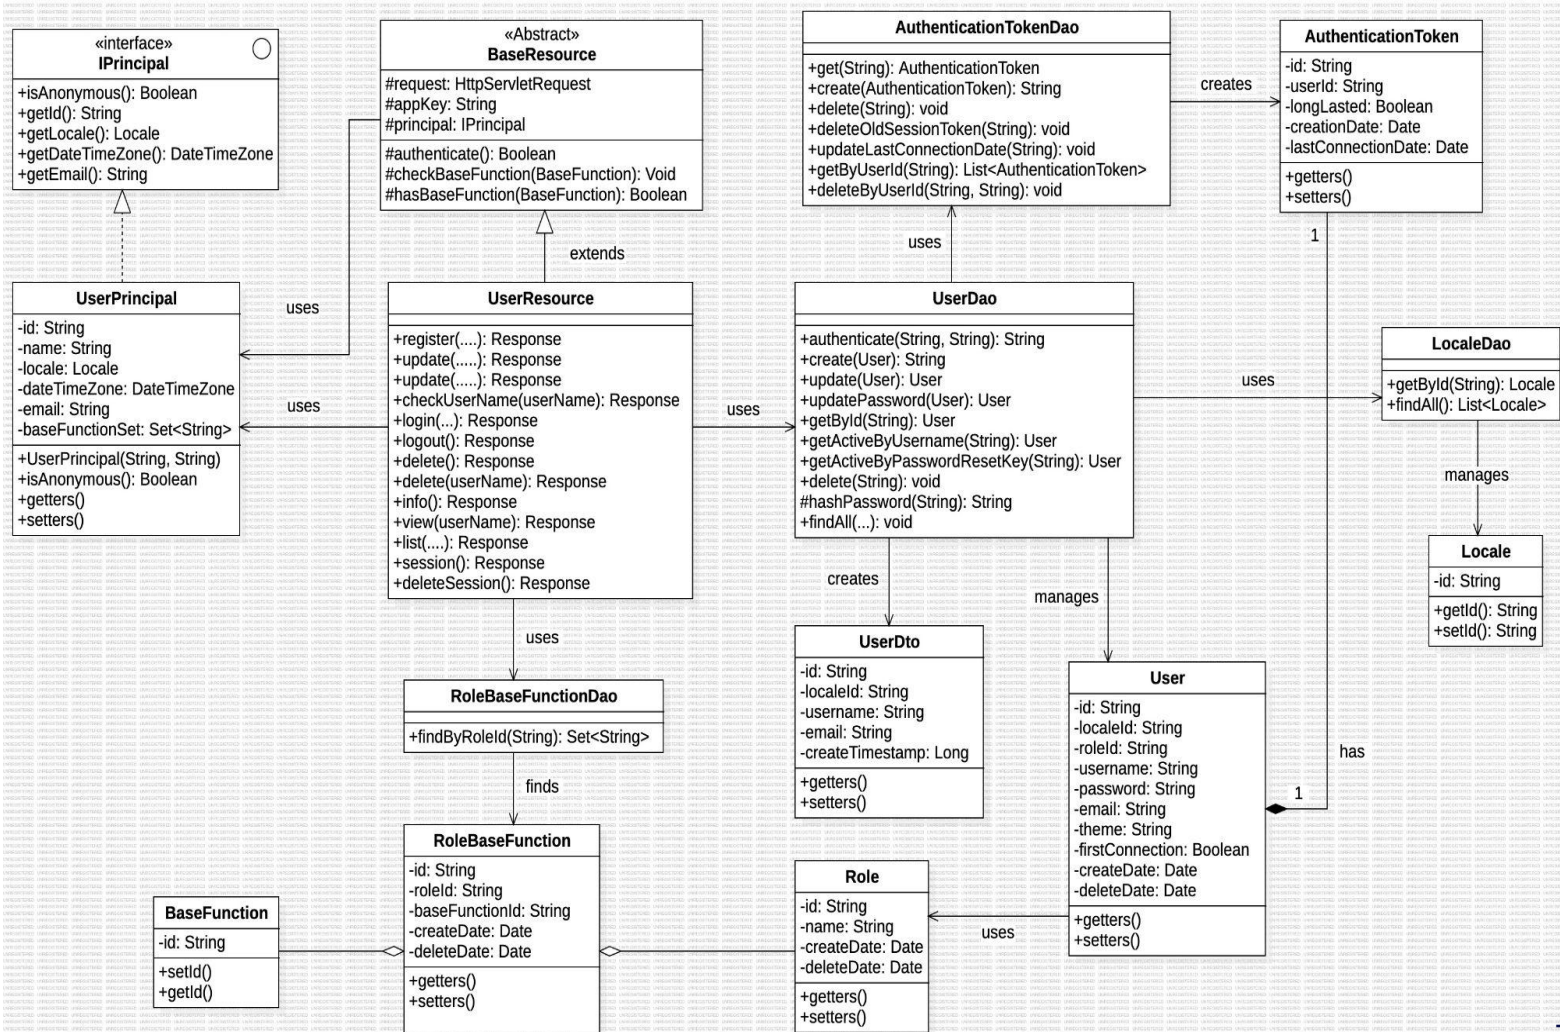 «interface»
IPrincipal
+isAnonymous(): Boolean
+getId(): String
+getLocale(): Locale
+getDateTimeZone(): DateTimeZone
+getEmail(): String
«Abstract»
BaseResource
#request: HttpServletRequest
#appKey: String
#principal: IPrincipal
#authenticate(): Boolean
#checkBaseFunction(BaseFunction): Void
#hasBaseFunction(BaseFunction): Boolean
AuthenticationTokenDao
+get(String): AuthenticationToken
+create(AuthenticationToken): String
+delete(String): void
+deleteOldSessionToken(String): void
+updateLastConnectionDate(String): void
+getByUserId(String): List<AuthenticationToken>
+deleteByUserId(String, String): void
creates
AuthenticationToken
-id: String
-userId: String
-longLasted: Boolean
-creationDate: Date
-lastConnectionDate: Date
+getters()
+setters()
1
extends
uses
UserPrincipal
-id: String
-name: String
-locale: Locale
-dateTimeZone: DateTimeZone
-email: String
-baseFunctionSet: Set<String>
+UserPrincipal(String, String)
+isAnonymous(): Boolean
+getters()
+setters()
uses
uses
UserResource
+register(....): Response
+update(.....): Response
+update(.....): Response
+checkUserName(userName): Response
+login(...): Response
+logout(): Response
+delete(): Response
+delete(userName): Response
+info(): Response
+view(userName): Response
+list(....): Response
+session(): Response
+deleteSession(): Response
uses
UserDao
+authenticate(String, String): String
+create(User): String
+update(User): User
+updatePassword(User): User
+getById(String): User
+getActiveByUsername(String): User
+getActiveByPasswordResetKey(String): User
+delete(String): void
#hashPassword(String): String
+findAll(...): void
uses
LocaleDao
+getById(String): Locale
+findAll(): List<Locale>
manages
Locale
-id: String
+getId(): String
+setId(): String
creates
manages
uses
UserDto
-id: String
-localeId: String
-username: String
-email: String
-createTimestamp: Long
+getters()
+setters()
User
-id: String
-localeId: String
-roleId: String
-username: String
-password: String
-email: String
-theme: String
-firstConnection: Boolean
-createDate: Date
-deleteDate: Date
+getters()
+setters()
has
1
RoleBaseFunctionDao
+findByRoleId(String): Set<String>
finds
RoleBaseFunction
-id: String
-roleId: String
-baseFunctionId: String
-createDate: Date
-deleteDate: Date
+getters()
+setters()
BaseFunction
-id: String
+setId()
+getId()
Role
-id: String
-name: String
-createDate: Date
-deleteDate: Date
+getters()
+setters()
uses